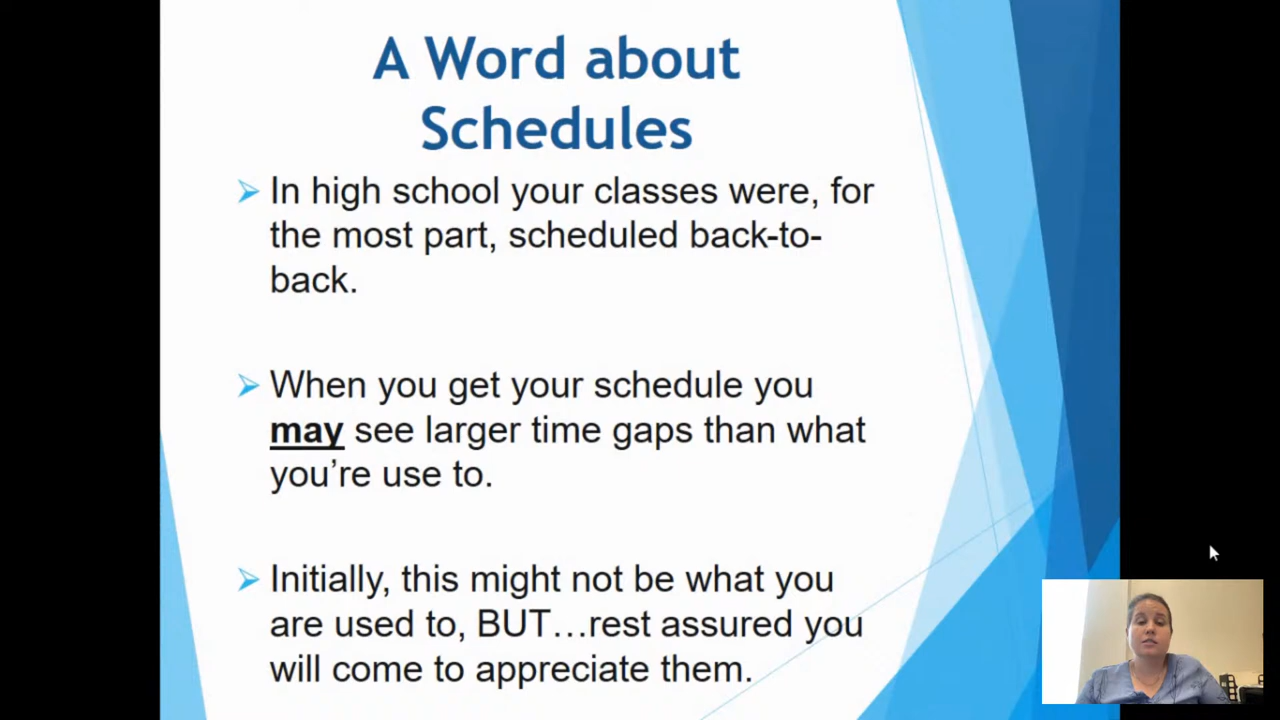 A Word about
Schedules
In high school your classes were, for
the most part, scheduled back-to-
back.
When you get your schedule you
may see larger time gaps than what
you’re use to.
Initially, this might not be what you
are used to, BUT…rest assured you
will come to appreciate them.